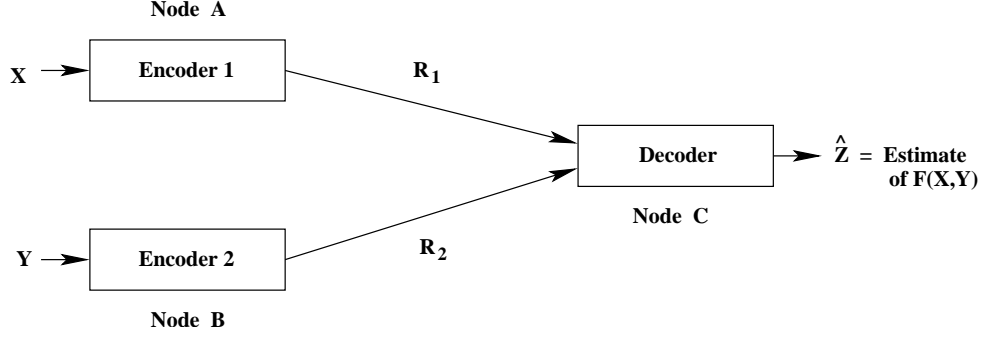 Node A
X
Encoder 1
R1
Decoder
Ẑ = Estimate
of F(X,Y)
Node C
Y
Encoder 2
R2
Node B